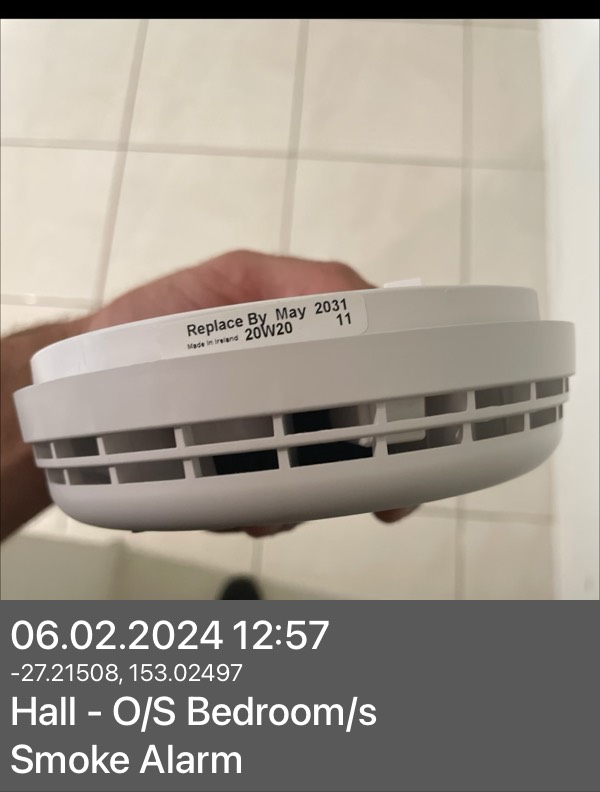 Replace By May 2031
Made in Ireland 20W20 11
06.02.2024 12:57
-27.21508, 153.02497
Hall - O/S Bedroom/s
Smoke Alarm